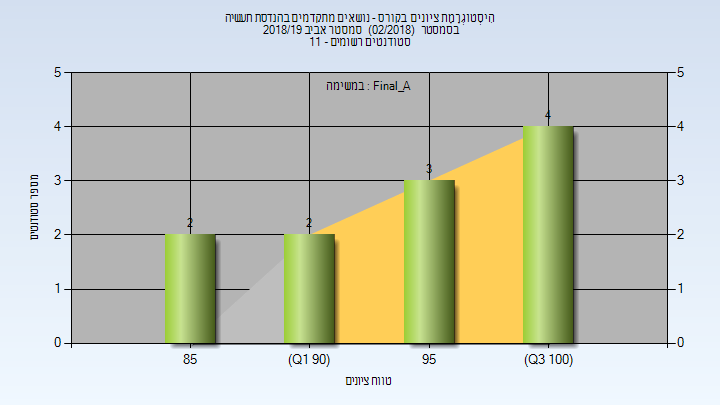 הִיסְטוֹגְרָמַת ציונים בקורס - נושאים מתקדמים בהנדסת תעשיה
בסמסטר (02/2018) סמסטר אביב 2018/19
סטודנטים רשומים - 11
במשימה : Final_A
5
4
3
2
1
0
5
4
3
2
1
0
2
2
3
4
85
(Q1 90)
95
(Q3 100)
מספר סטודנטים
טווח ציונים